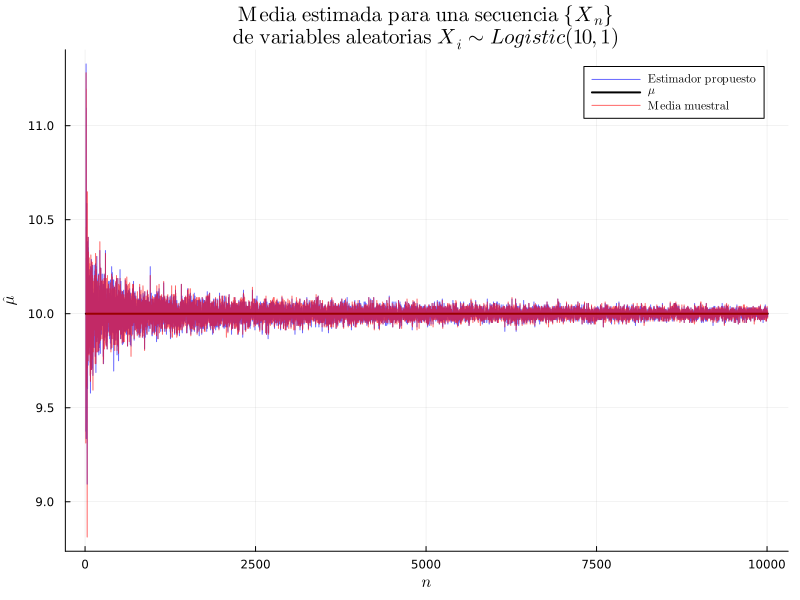 Media estimada para una secuencia {Xₙ}
de variables aleatorias Xᵢ ∼ Logistic(10, 1)
Estimador propuesto
μ
Media muestral
11.0
10.5
10.0
9.5
9.0
μ̂
0
2500
5000
7500
10000
n